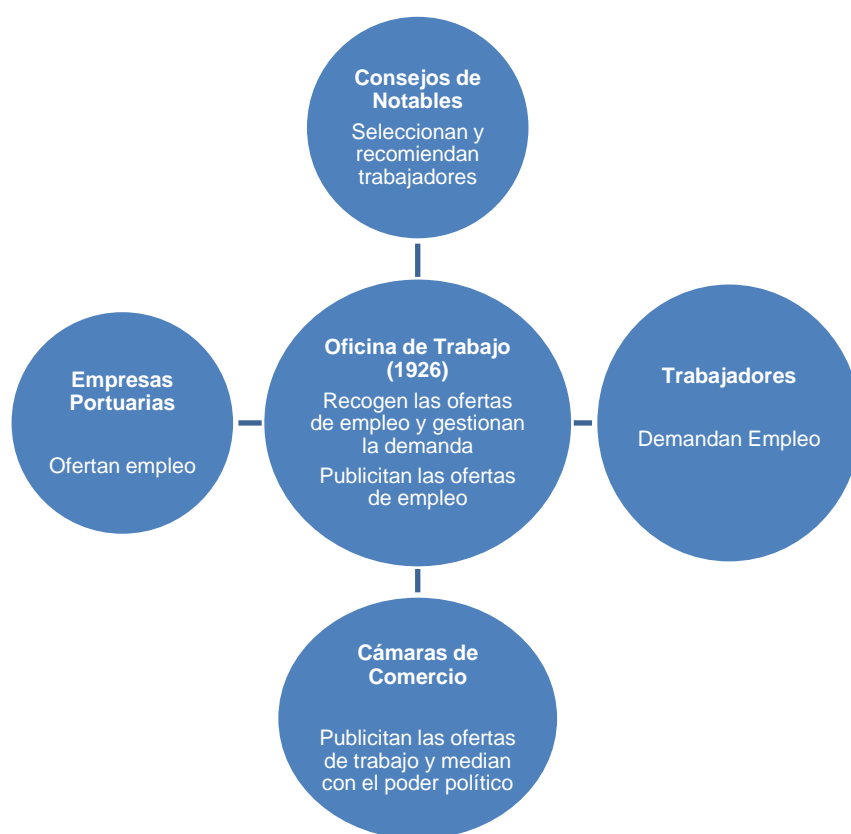 Consejos de
Notables
Seleccionan y
recomiendan
trabajadores
Empresas
Portuarias
Ofertan empleo
Oficina de Trabajo
(1926)
Recogen las ofertas
de empleo y gestionan
la demanda
Publicitan las ofertas
de empleo
Trabajadores
Demandan Empleo
Cámaras de
Comercio
Publicitan las ofertas
de trabajo y median
con el poder político